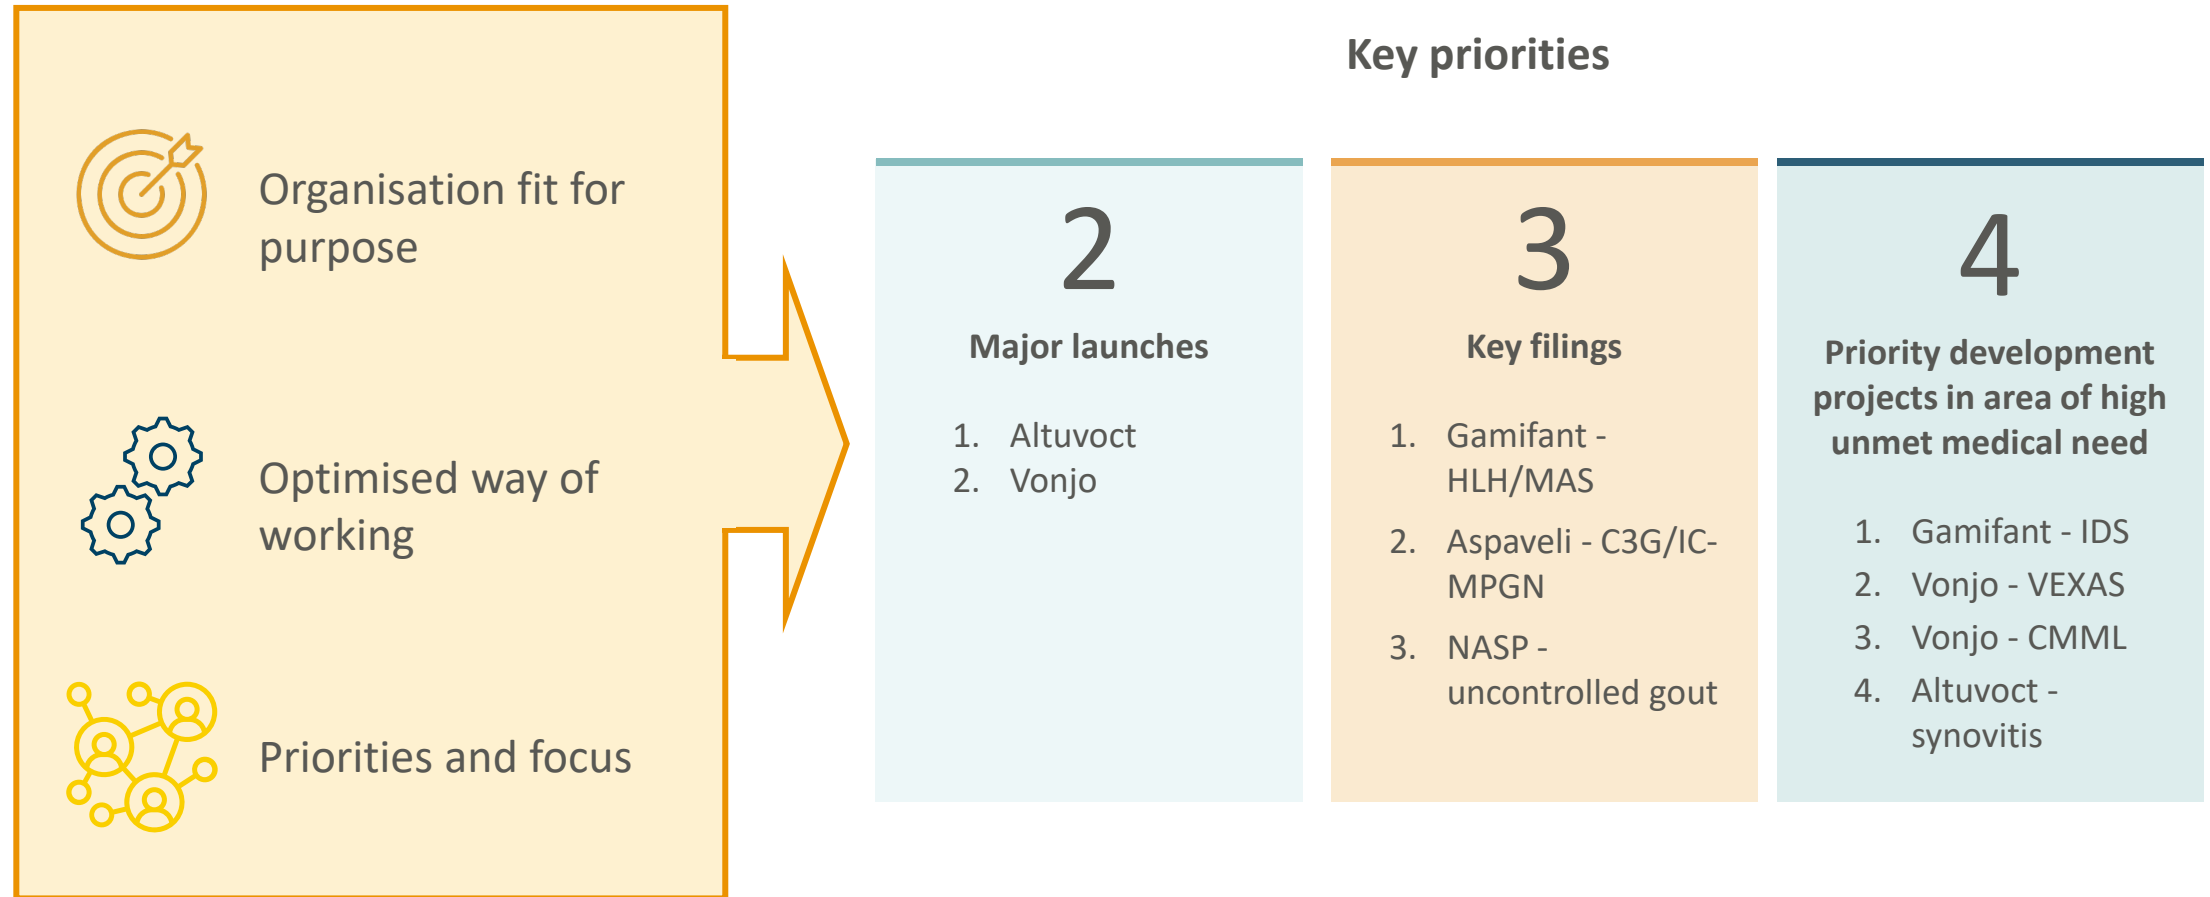 Organisation fit for
purpose
Optimised way of
working
Priorities and focus
Key priorities
2
Major launches
1. Altuvoct
2. Vonjo
3
Key filings
1. Gamifant -
HLH/MAS
2. Aspaveli - C3G/IC-
MPGN
3. NASP -
uncontrolled gout
4
Priority development
projects in area of high
unmet medical need
1. Gamifant - IDS
2. Vonjo - VEXAS
3. Vonjo - CMML
4. Altuvoct -
synovitis